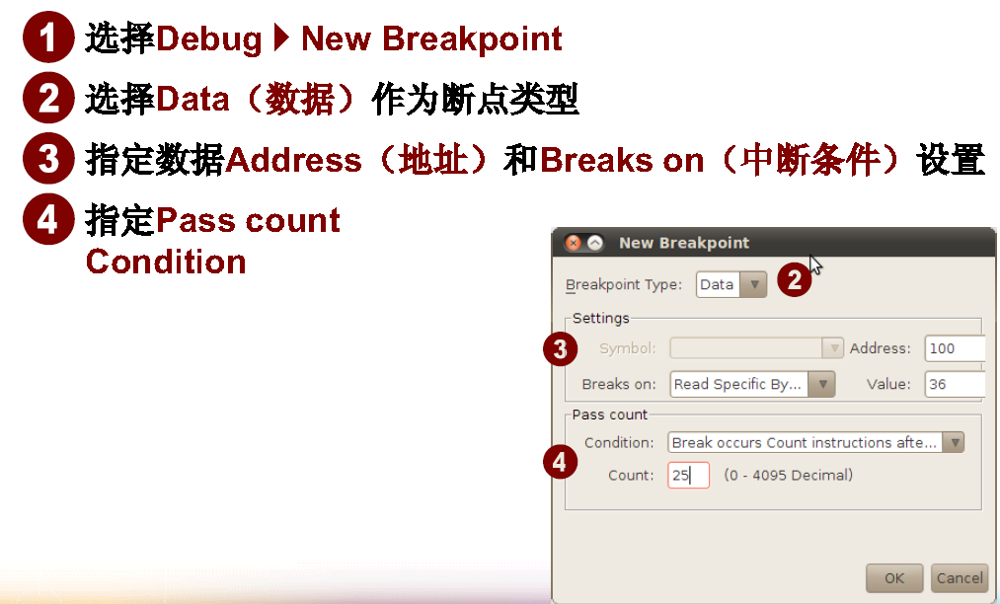 1 选择Debug▶New Breakpoint
2 选择Data（数据）作为断点类型
3 指定数据Address（地址）和Breaks on（中断条件）设置
4 指定Pass count
Condition
New Breakpoint
Breakpoint Type: Data 2
Settings
3 Symbol: Address: 100
Breaks on: Read Specific By... Value: 36
Pass count
Condition: Break occurs Count instructions afte...
4 Count: 25 (0 - 4095 Decimal)
OK Cancel